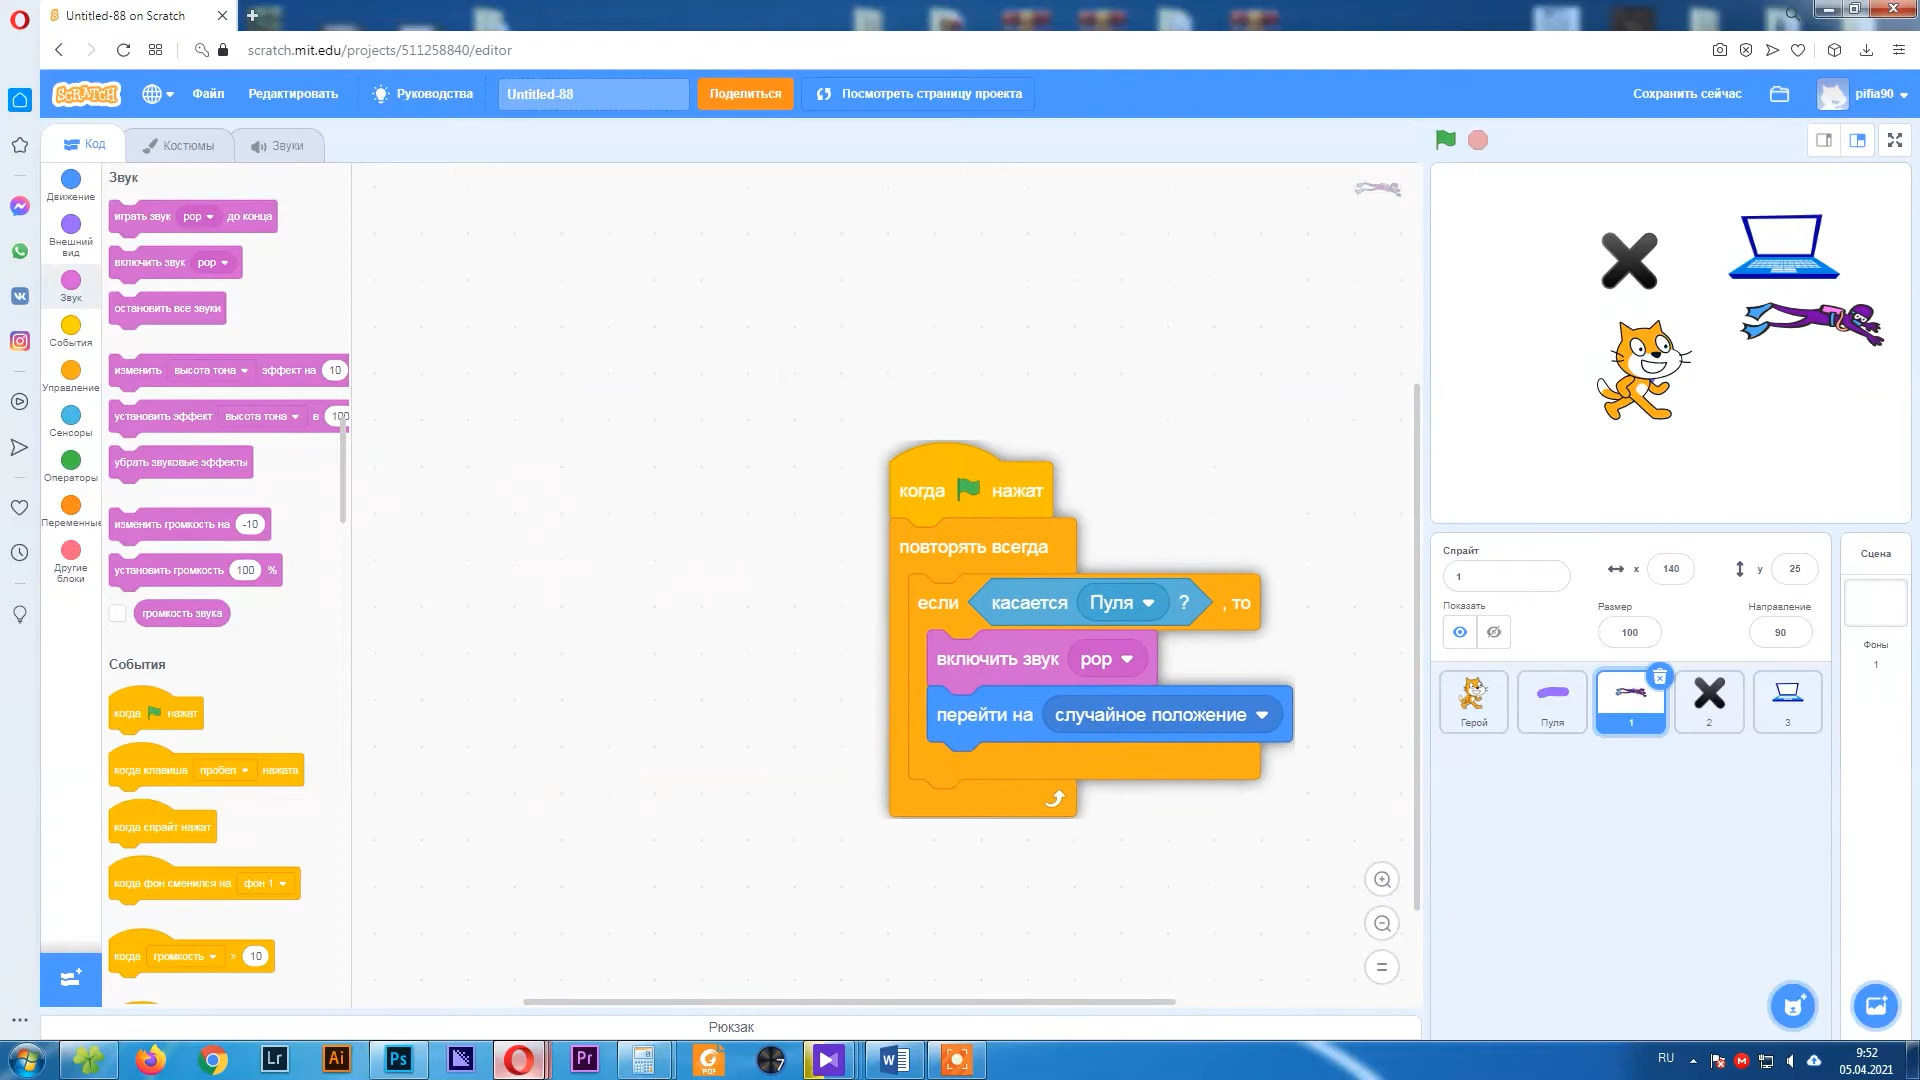 Untitled-88 on Scratch
scratch.mit.edu/projects/511258840/editor
SCRATCH
Файл
Редактировать
Руководства
Untitled-88
Поделиться
Посмотреть страницу проекта
Сохранить сейчас
pifia90
Код
Костюмы
Звуки
Движение
Внешний
вид
Звук
События
Управление
Сенсоры
Операторы
Переменные
Другие
блоки
Звук
играть звук pop до конца
включить звук pop
остановить все звуки
изменить высота тона эффект на 10
установить эффект высота тона в 100
убрать звуковые эффекты
изменить громкость на -10
установить громкость 100 %
громкость звука
События
когда нажат
когда клавиша пробел нажата
когда спрайт нажат
когда фон сменился на фон 1
когда громкость > 10
когда нажат
повторять всегда
если касается Пуля ? , то
включить звук pop
перейти на случайное положение
Рюкзак
Спрайт
1
x 140
y 25
Показать
Размер
100
Направление
90
Герой
Пуля
1
2
3
Сцена
Фоны
1
Lr
Ai
Ps
Pr
PDF
7
W
RU
9:52
05.04.2021